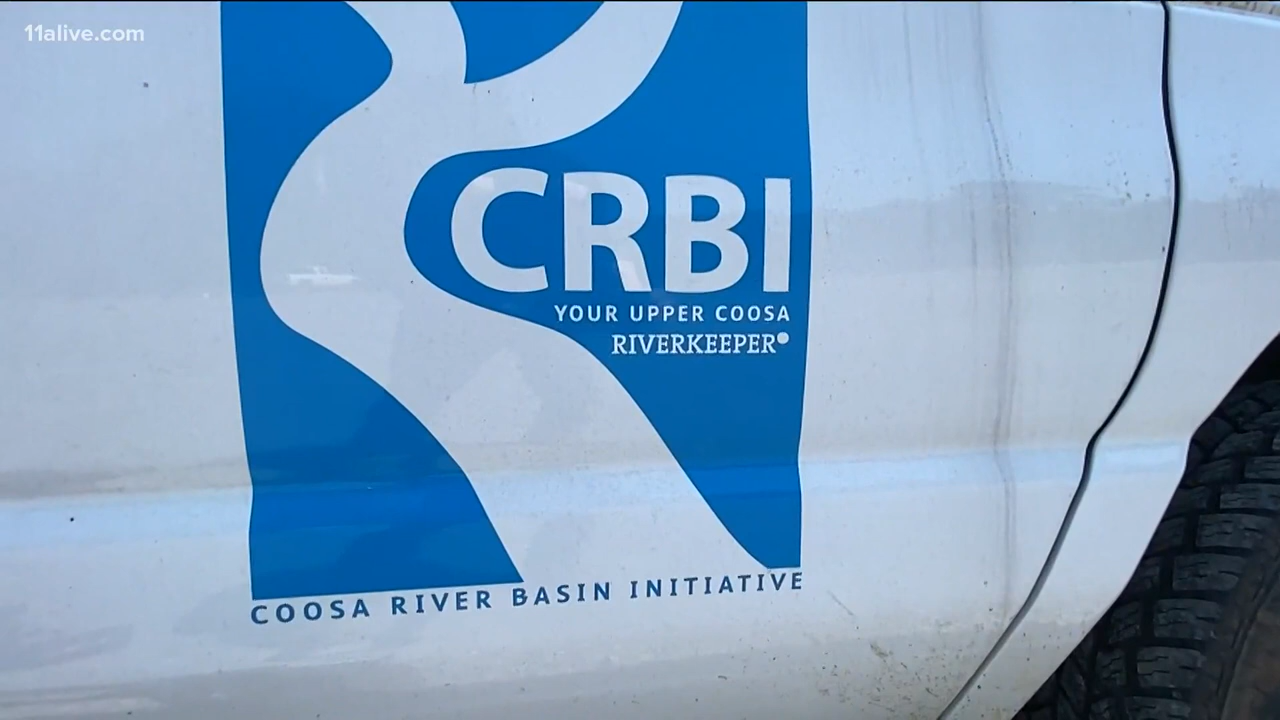 11alive.com
CRBI
YOUR UPPER COOSA
RIVERKEEPER
COOSA RIVER BASIN INITIATIVE